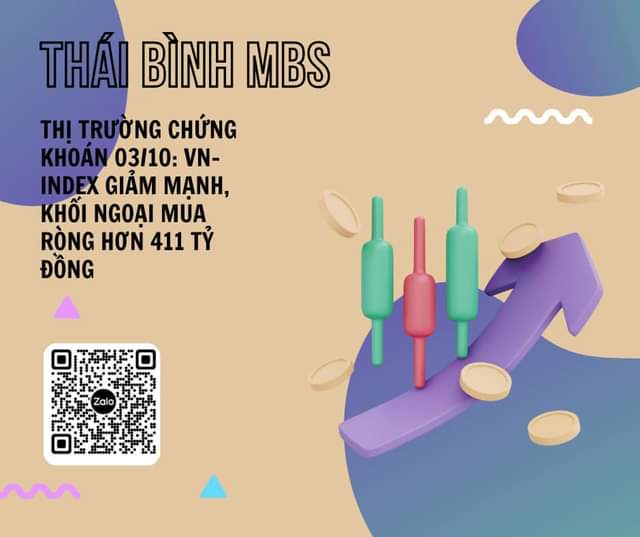 THÁI BÌNH MBS
THỊ TRƯỜNG CHỨNG
KHOÁN 03/10: VN-
INDEX GIẢM MẠNH,
KHỐI NGOẠI MUA
RÒNG HƠN 411 TỶ
ĐỒNG
Zalo